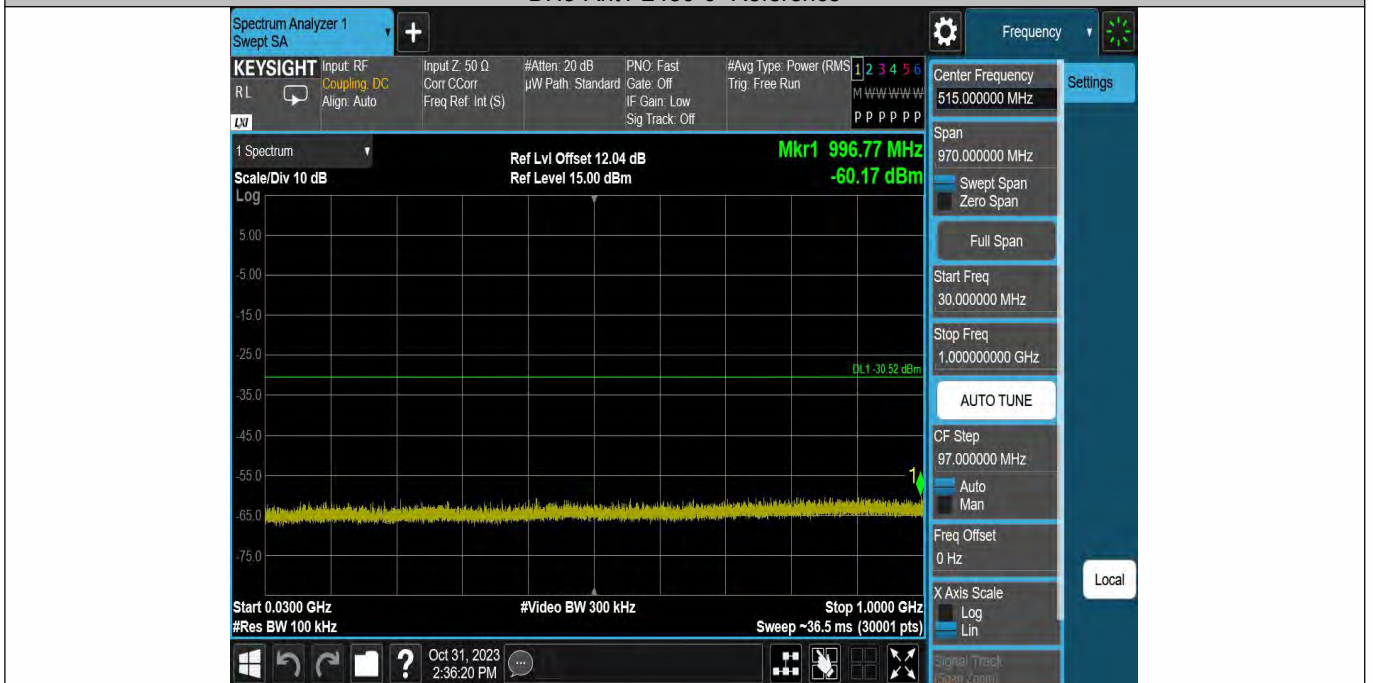 Spectrum Analyzer 1
Swept SA
Frequency
KEYSIGHT
RL
LXI
Input: RF
Coupling: DC
Align: Auto
Input Z: 50 Ω
Corr CCorr
Freq Ref: Int (S)
#Atten: 20 dB
µW Path: Standard
PNO: Fast
Gate: Off
IF Gain: Low
Sig Track: Off
#Avg Type: Power (RMS
Trig: Free Run
1 2 3 4 5 6
M W W W W W
P P P P P P
1 Spectrum
Scale/Div 10 dB
Ref Lvl Offset 12.04 dB
Ref Level 15.00 dBm
Mkr1 996.77 MHz
-60.17 dBm
Log
5.00
-5.00
-15.0
-25.0
DL1 -30.52 dBm
-35.0
-45.0
-55.0
1
-65.0
-75.0
Start 0.0300 GHz
#Res BW 100 kHz
#Video BW 300 kHz
Stop 1.0000 GHz
Sweep ~36.5 ms (30001 pts)
Oct 31, 2023
2:36:20 PM
Center Frequency
515.000000 MHz
Settings
Span
970.000000 MHz
Swept Span
Zero Span
Full Span
Start Freq
30.000000 MHz
Stop Freq
1.000000000 GHz
AUTO TUNE
CF Step
97.000000 MHz
Auto
Man
Freq Offset
0 Hz
X Axis Scale
Log
Lin
Local
Signal Track
(Span Zoom)